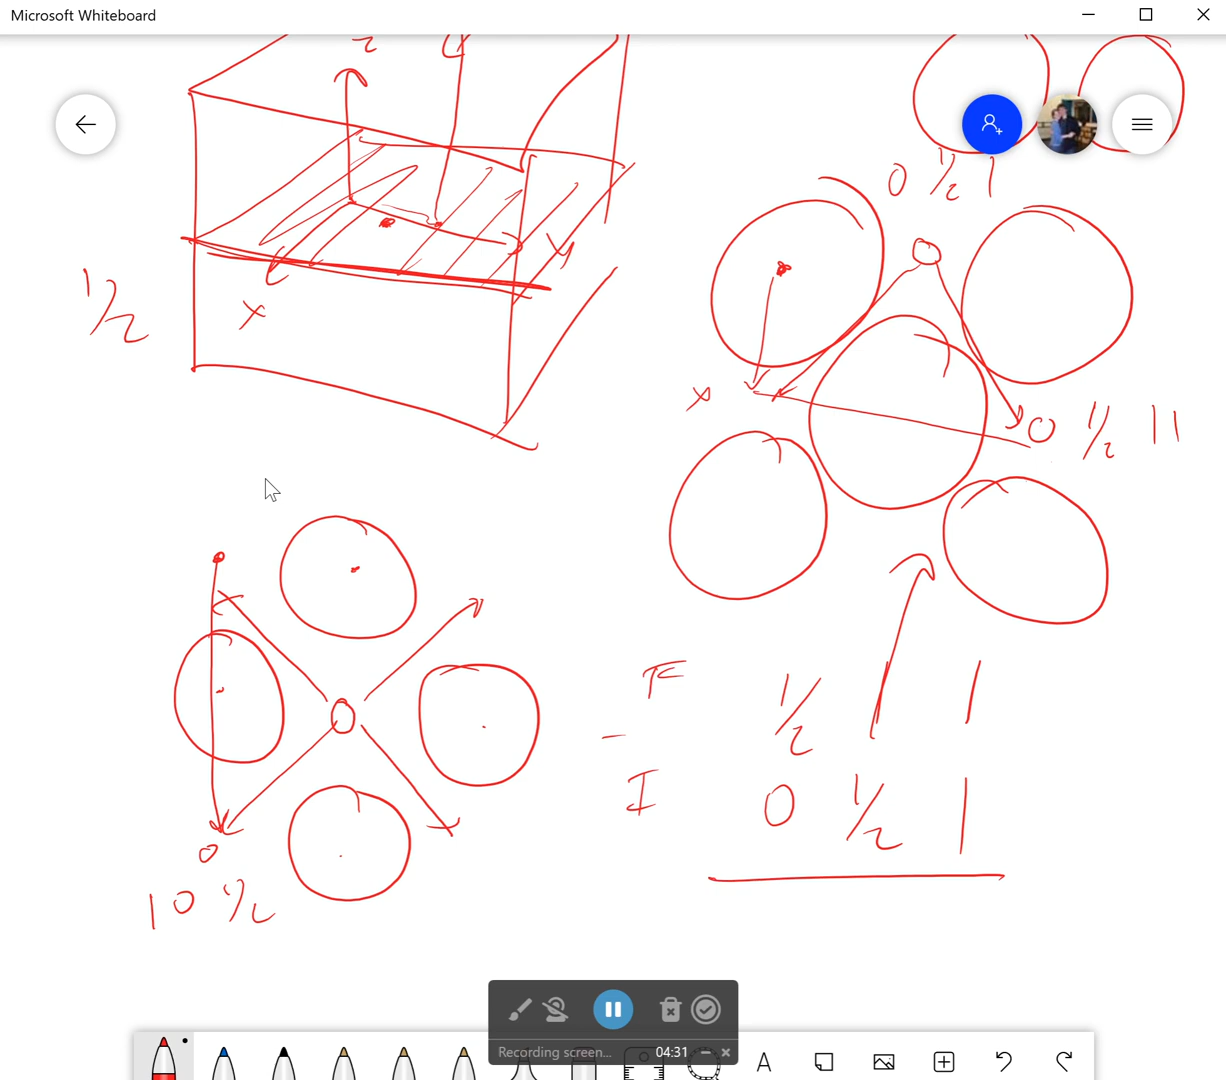 Microsoft Whiteboard
z
0 ½ 1
y
½
x
x
0 ½ 1 1
F ½ 1
- I 0 ½ 1
0
1 0 ½
Recording screen... 04:31
A